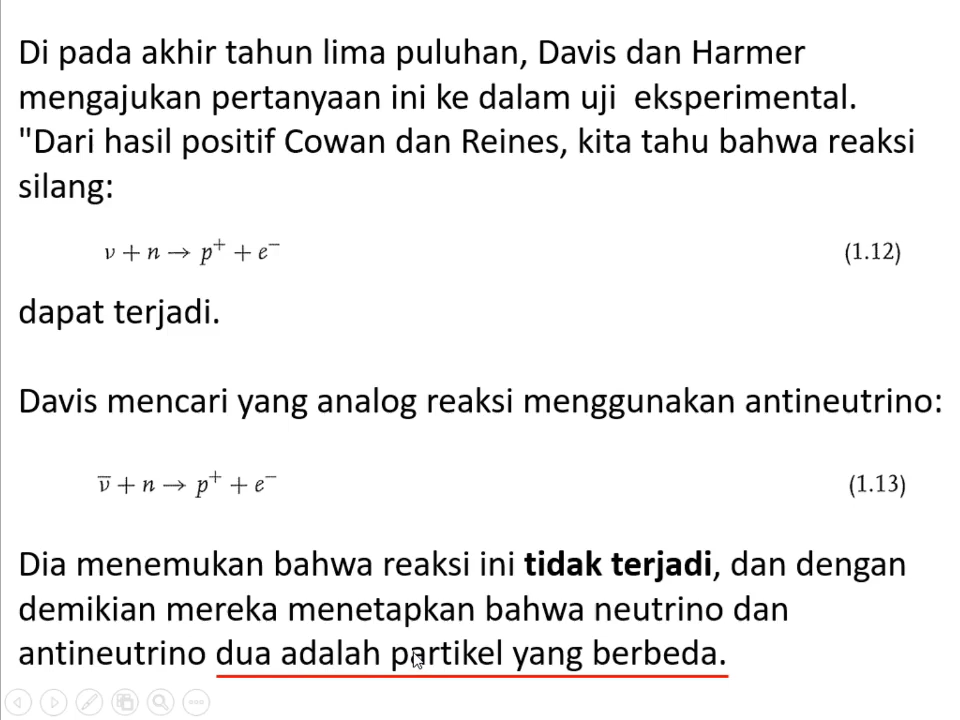 Di pada akhir tahun lima puluhan, Davis dan Harmer
mengajukan pertanyaan ini ke dalam uji  eksperimental.
"Dari hasil positif Cowan dan Reines, kita tahu bahwa reaksi
silang:
ν + n → p⁺ + e⁻ (1.12)
dapat terjadi.
Davis mencari yang analog reaksi menggunakan antineutrino:
ν̅ + n → p⁺ + e⁻ (1.13)
Dia menemukan bahwa reaksi ini tidak terjadi, dan dengan
demikian mereka menetapkan bahwa neutrino dan
antineutrino dua adalah partikel yang berbeda.